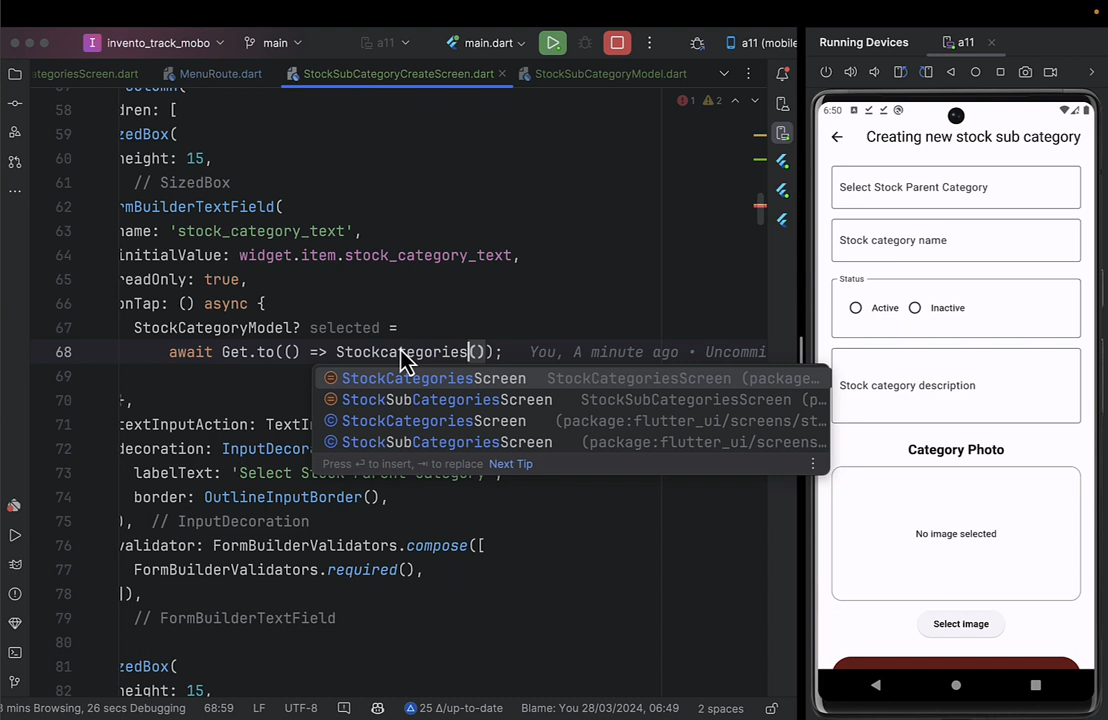 invento_track_mobo
main
a11
main.dart
a11 (mobile
Running Devices
a11
ategoriesScreen.dart
MenuRoute.dart
StockSubCategoryCreateScreen.dart
StockSubCategoryModel.dart
58 dren: [
1 2
59 zedBox(
60 height: 15,
61 // SizedBox
62 rmBuilderTextField(
63 name: 'stock_category_text',
64 initialValue: widget.item.stock_category_text,
65 readOnly: true,
66 onTap: () async {
67 StockCategoryModel? selected =
68 await Get.to(() => Stockcategories()); You, A minute ago • Uncommi
69
StockCategoriesScreen StockCategoriesScreen (package...
StockSubCategoriesScreen StockSubCategoriesScreen (p...
StockCategoriesScreen (package:flutter_ui/screens/st...
StockSubCategoriesScreen (package:flutter_ui/screens...
Press ⏎ to insert, ⇥ to replace Next Tip
70 },
71 textInputAction: TextIn
72 decoration: InputDecora
73 labelText: 'Select Stock Parent Category',
74 border: OutlineInputBorder(),
75 ), // InputDecoration
76 validator: FormBuilderValidators.compose([
77 FormBuilderValidators.required(),
78 ]),
79 // FormBuilderTextField
80
81 zedBox(
82 height: 15,
6:50
Creating new stock sub category
Select Stock Parent Category
Stock category name
Status
Active
Inactive
Stock category description
Category Photo
No image selected
Select image
3 mins Browsing, 26 secs Debugging
68:59
LF
UTF-8
25 Δ/up-to-date
Blame: You 28/03/2024, 06:49
2 spaces